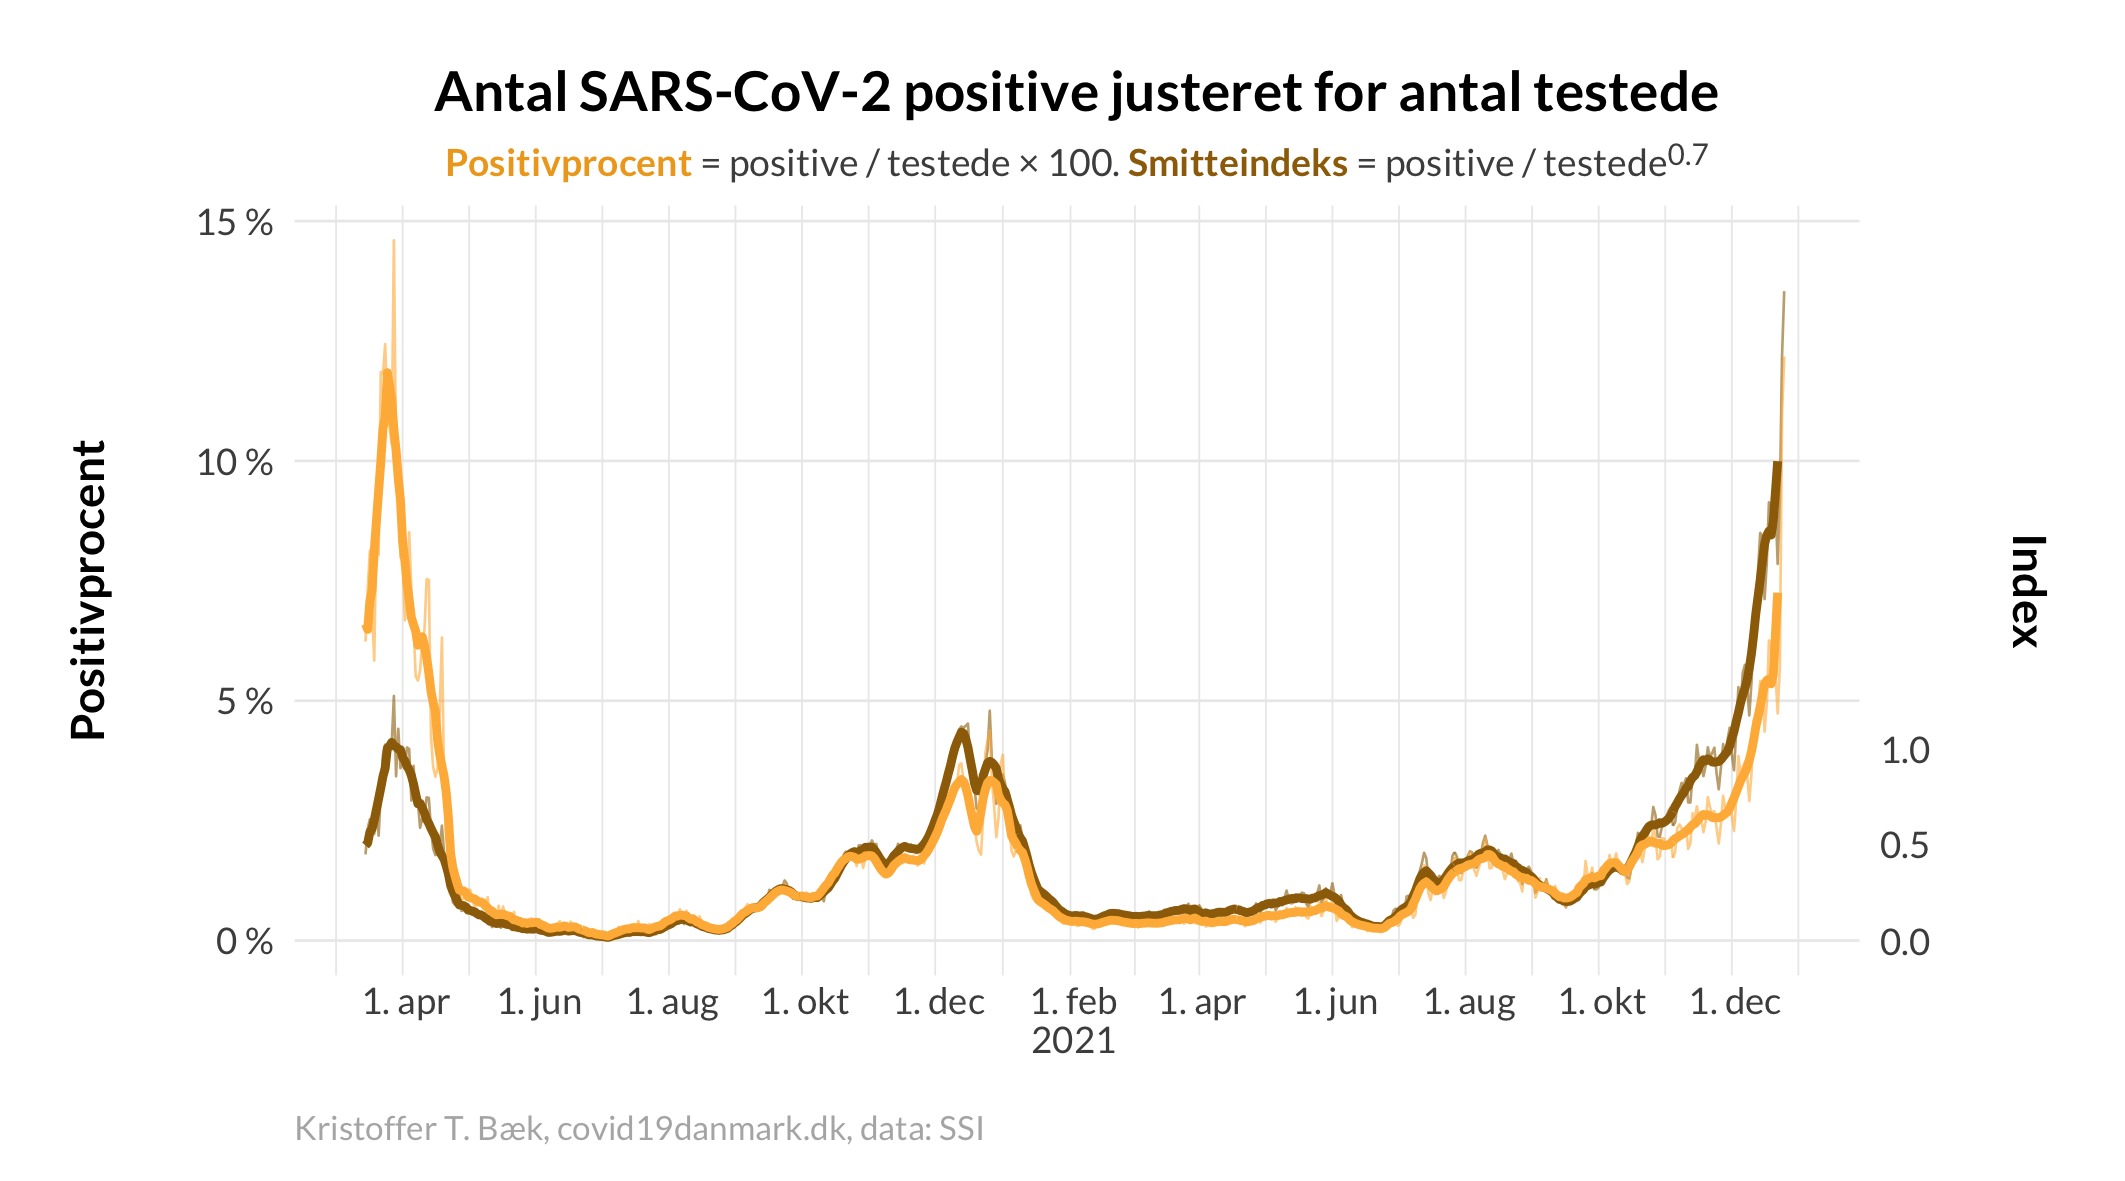 Antal SARS-CoV-2 positive justeret for antal testede
Positivprocent = positive / testede × 100. Smitteindeks = positive / testede^0.7
15 %
10 %
5 %
0 %
Positivprocent
1.0
0.5
0.0
Index
1. apr 1. jun 1. aug 1. okt 1. dec 1. feb 1. apr 1. jun 1. aug 1. okt 1. dec
2021
Kristoffer T. Bæk, covid19danmark.dk, data: SSI